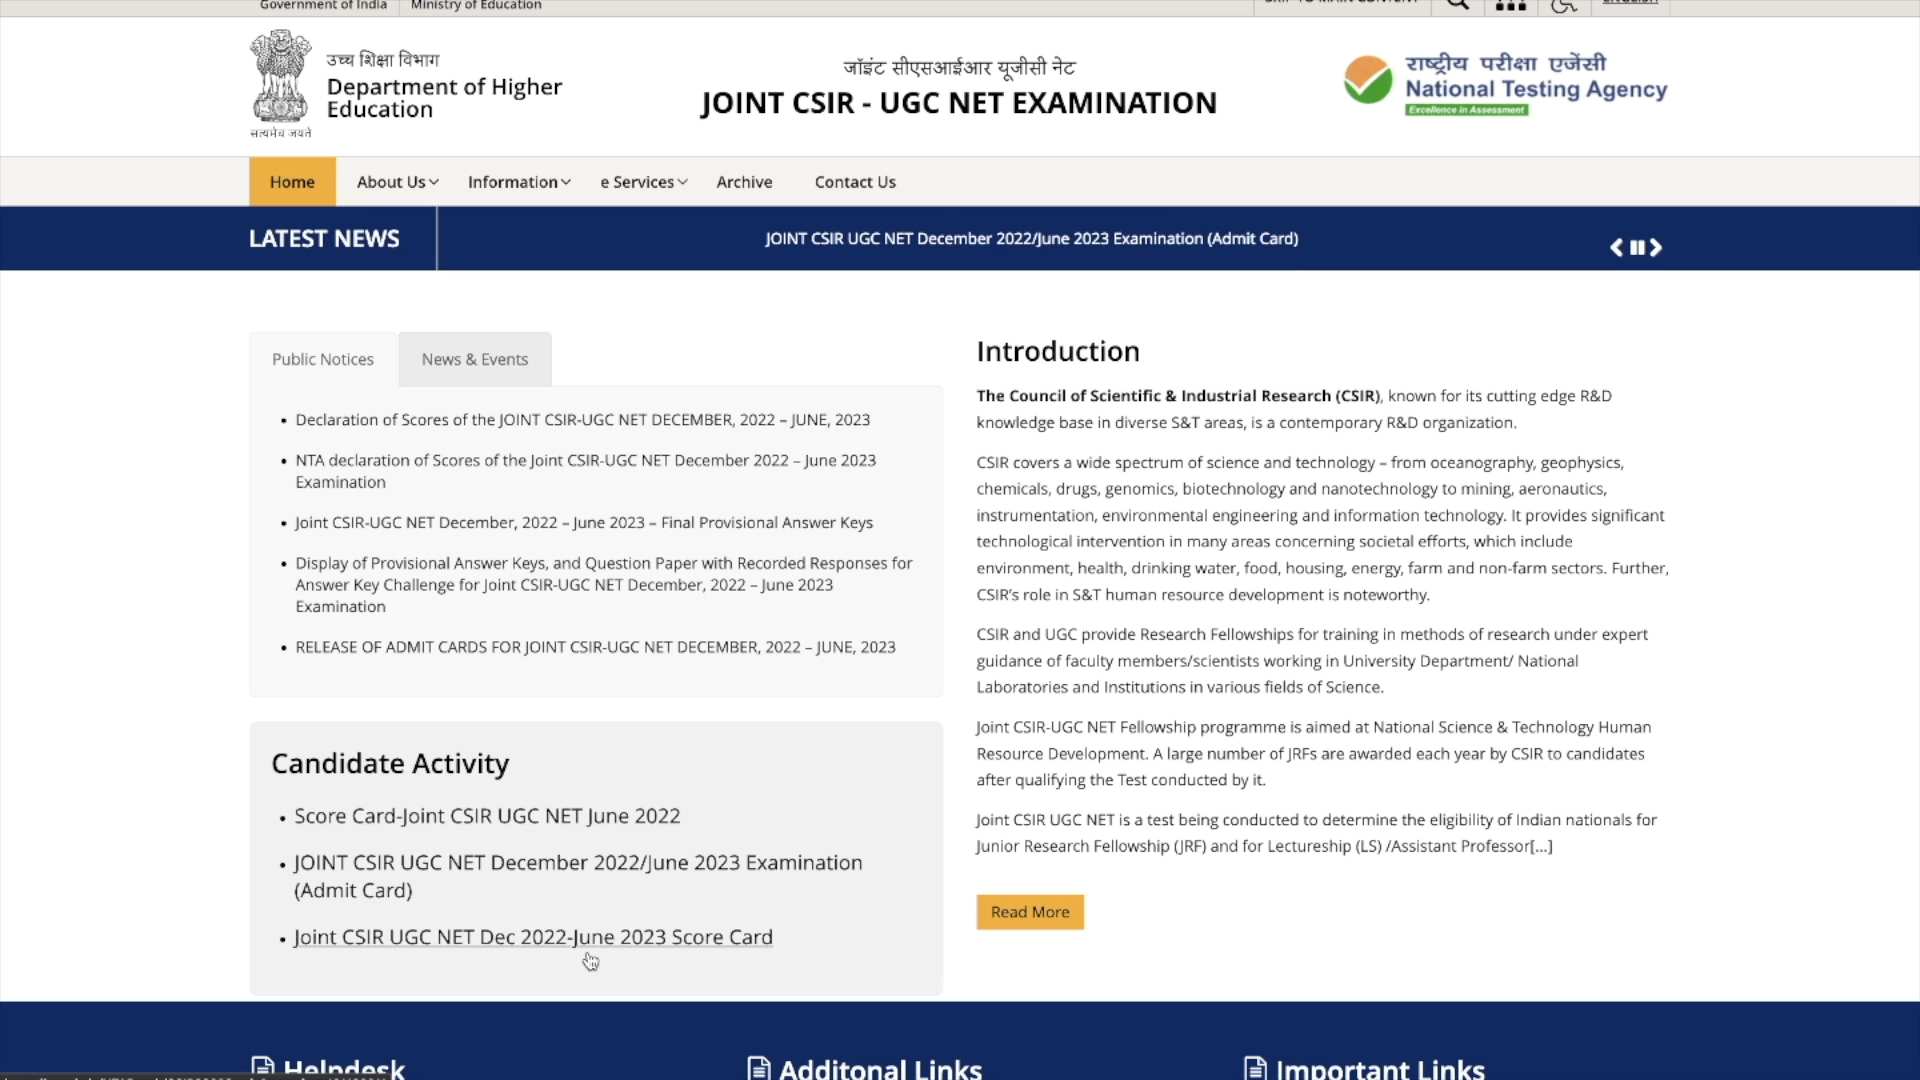 Government of India
Ministry of Education
ENGLISH
उच्च शिक्षा विभाग
Department of Higher
Education
सत्यमेव जयते
जॉइंट सीएसआईआर यूजीसी नेट
JOINT CSIR - UGC NET EXAMINATION
राष्ट्रीय परीक्षा एजेंसी
National Testing Agency
Excellence in Assessment
Home
About Us
Information
e Services
Archive
Contact Us
LATEST NEWS
JOINT CSIR UGC NET December 2022/June 2023 Examination (Admit Card)
Public Notices
News & Events
• Declaration of Scores of the JOINT CSIR-UGC NET DECEMBER, 2022 – JUNE, 2023
• NTA declaration of Scores of the Joint CSIR-UGC NET December 2022 – June 2023
Examination
• Joint CSIR-UGC NET December, 2022 – June 2023 – Final Provisional Answer Keys
• Display of Provisional Answer Keys, and Question Paper with Recorded Responses for
Answer Key Challenge for Joint CSIR-UGC NET December, 2022 – June 2023
Examination
• RELEASE OF ADMIT CARDS FOR JOINT CSIR-UGC NET DECEMBER, 2022 – JUNE, 2023
Candidate Activity
• Score Card-Joint CSIR UGC NET June 2022
• JOINT CSIR UGC NET December 2022/June 2023 Examination
(Admit Card)
• Joint CSIR UGC NET Dec 2022-June 2023 Score Card
Introduction
The Council of Scientific & Industrial Research (CSIR), known for its cutting edge R&D
knowledge base in diverse S&T areas, is a contemporary R&D organization.
CSIR covers a wide spectrum of science and technology – from oceanography, geophysics,
chemicals, drugs, genomics, biotechnology and nanotechnology to mining, aeronautics,
instrumentation, environmental engineering and information technology. It provides significant
technological intervention in many areas concerning societal efforts, which include
environment, health, drinking water, food, housing, energy, farm and non-farm sectors. Further,
CSIR's role in S&T human resource development is noteworthy.
CSIR and UGC provide Research Fellowships for training in methods of research under expert
guidance of faculty members/scientists working in University Department/ National
Laboratories and Institutions in various fields of Science.
Joint CSIR-UGC NET Fellowship programme is aimed at National Science & Technology Human
Resource Development. A large number of JRFs are awarded each year by CSIR to candidates
after qualifying the Test conducted by it.
Joint CSIR UGC NET is a test being conducted to determine the eligibility of Indian nationals for
Junior Research Fellowship (JRF) and for Lectureship (LS) /Assistant Professor[...]
Read More
Helpdesk
Additonal Links
Important Links